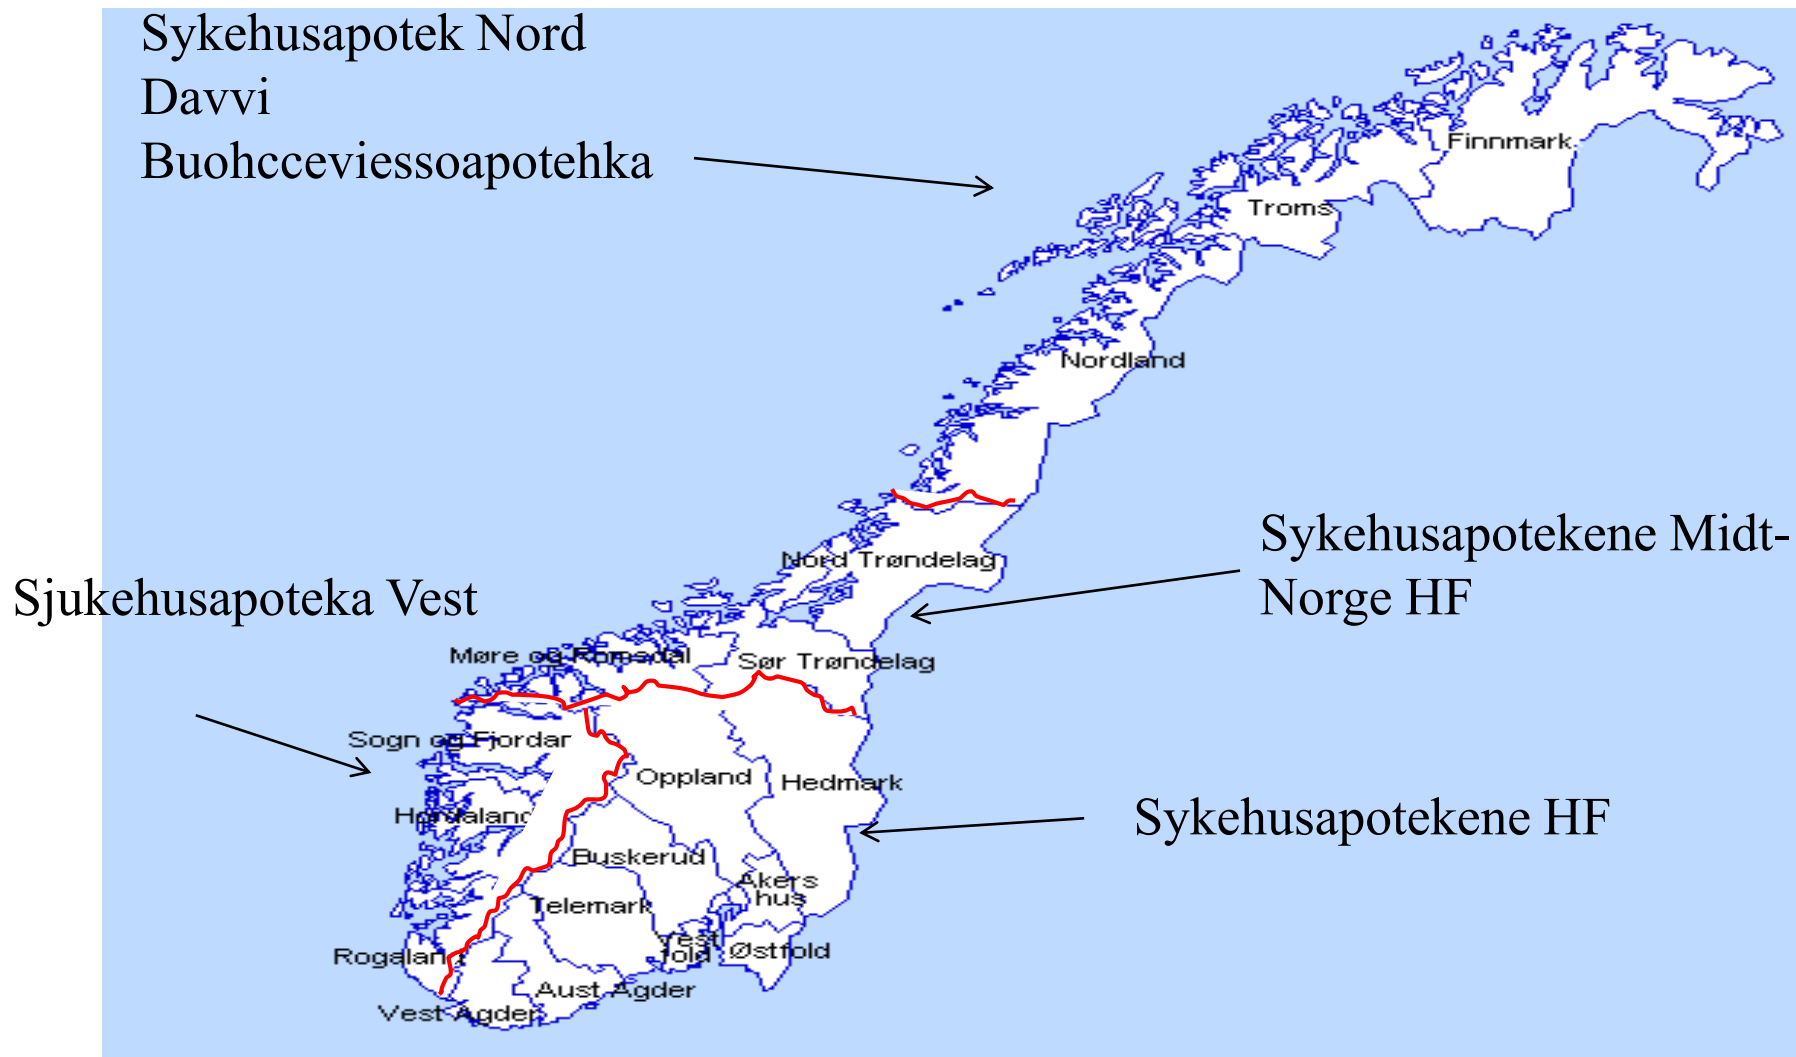 Sykehusapotek Nord
Davvi
Buohcceviessoapotehka
Finnmark
Troms
Nordland
Sykehusapotekene Midt-
Norge HF
Nord Trøndelag
Sjukehusapoteka Vest
Møre og Romsdal
Sør Trøndelag
Sogn og Fjordar
Oppland
Hedmark
Hordaland
Sykehusapotekene HF
Buskerud
Akers
hus
Telemark
Vest
fold
Østfold
Rogaland
Aust Agder
Vest Agder